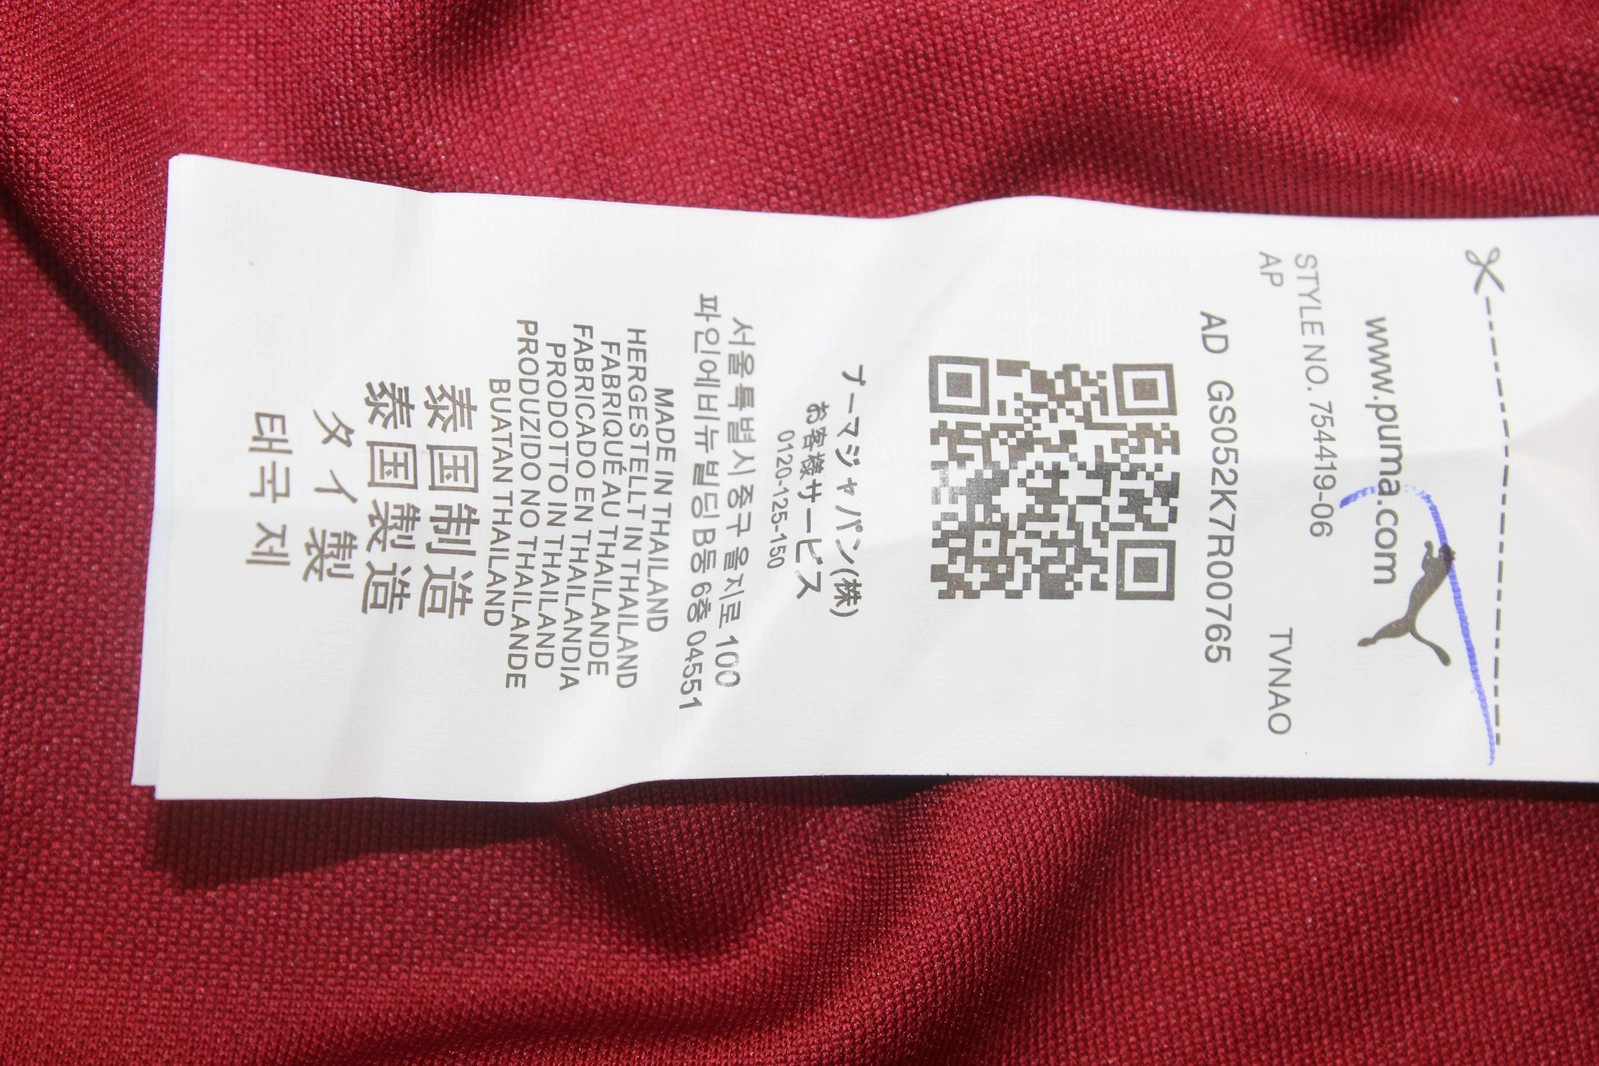 www.puma.com
STYLE NO. 754419-06
AP TVNAO
AD GS052K7R00765
プーマジャパン(株)
お客様サービス
0120-125-150
서울특별시 중구 을지로 100
파인에비뉴 빌딩 B동 6층 04551
MADE IN THAILAND
HERGESTELLT IN THAILAND
FABRIQUÉ AU THAILANDE
FABRICADO EN THAILANDIA
PRODOTTO IN THAILAND
PRODUZIDO NO THAILANDE
BUATAN THAILAND
泰国制造
泰国製造
タイ製
태국 제